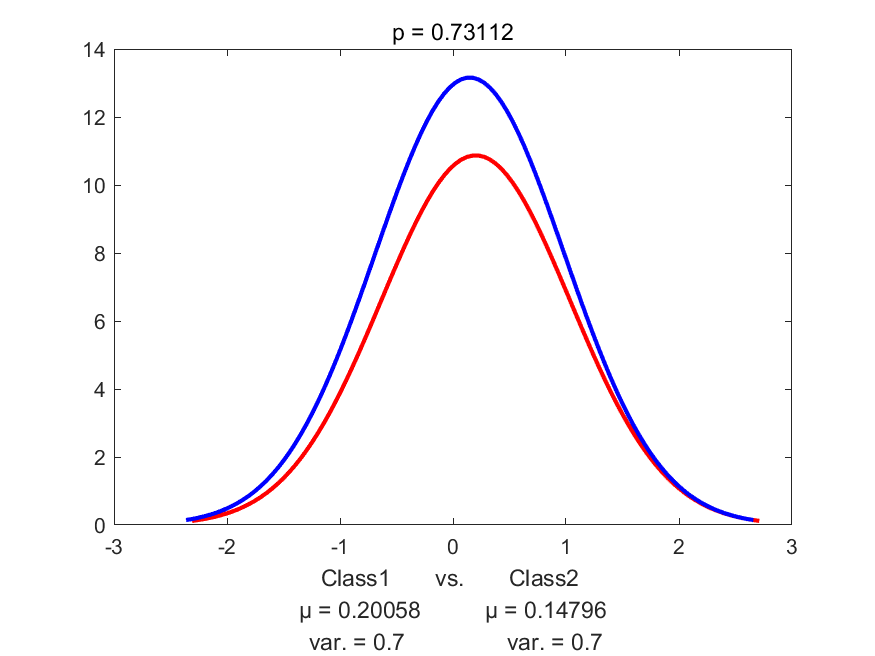 p = 0.73112
14
12
10
8
6
4
2
0
-3 -2 -1 0 1 2 3
Class1 vs. Class2
μ = 0.20058 μ = 0.14796
var. = 0.7 var. = 0.7